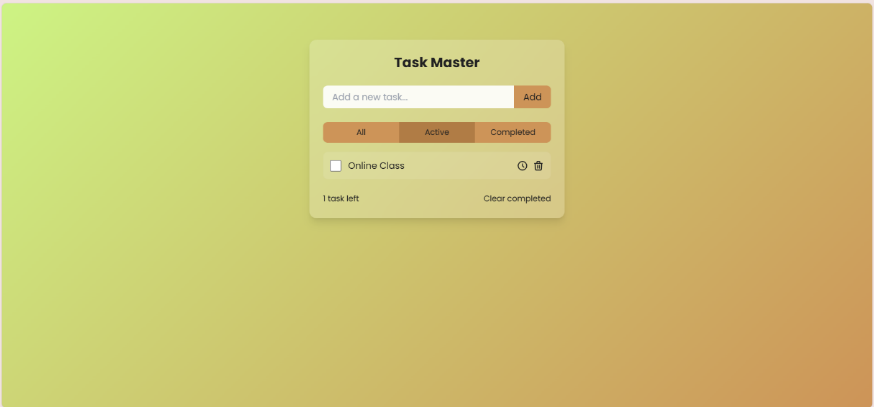 Task Master
Add a new task...
Add
All
Active
Completed
Online Class
1 task left
Clear completed